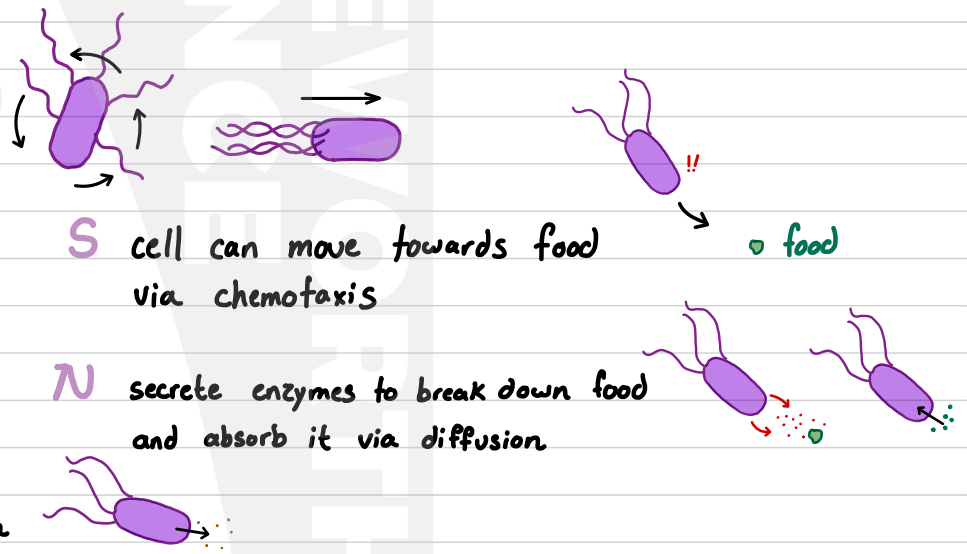 !!
S cell can move towards food
food
via chemotaxis
N secrete enzymes to break down food
and absorb it via diffusion